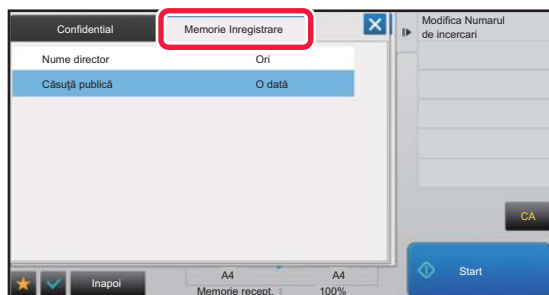 Confidential
Memorie Inregistrare
Nume director
Ori
Căsuţă publică
O dată
Modifica Numarul
de incercari
CA
Inapoi
A4
A4
Memorie recept. :
100%
Start